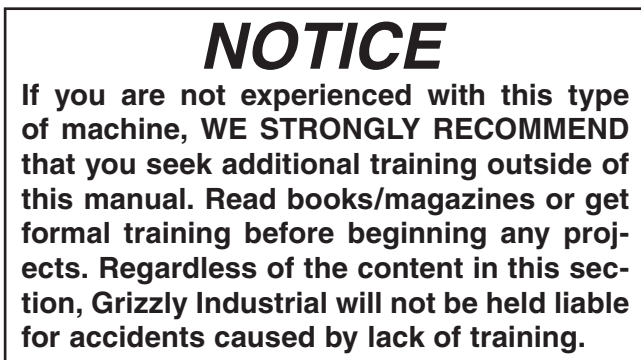 NOTICE
If you are not experienced with this type
of machine, WE STRONGLY RECOMMEND
that you seek additional training outside of
this manual. Read books/magazines or get
formal training before beginning any proj-
ects. Regardless of the content in this sec-
tion, Grizzly Industrial will not be held liable
for accidents caused by lack of training.